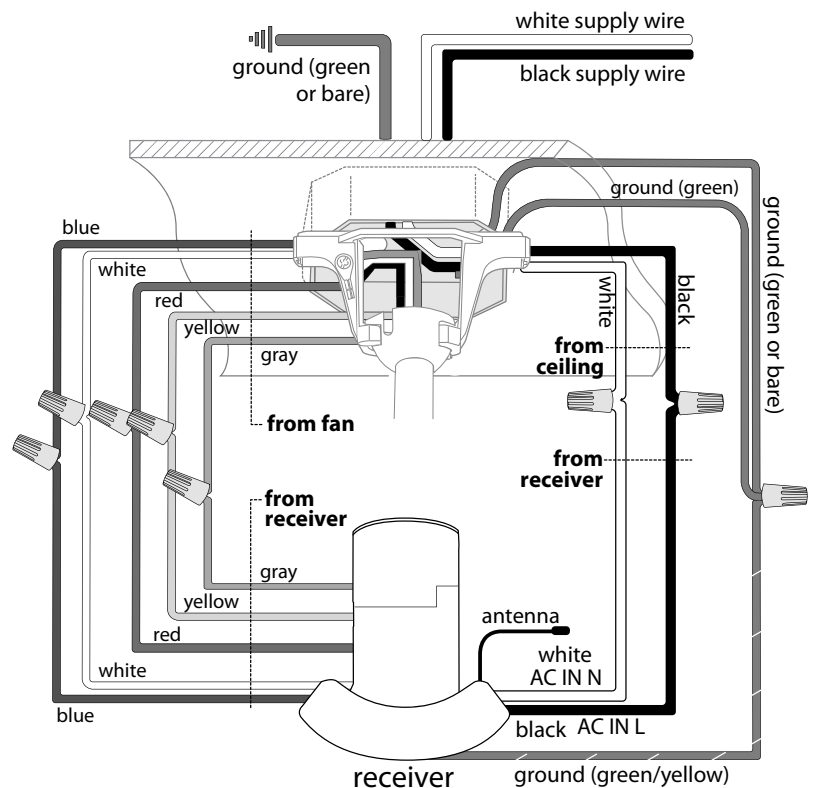 white supply wire
ground (green
or bare)
black supply wire
ground (green)
blue
white
red
yellow
gray
white
black
ground (green or bare)
from
ceiling
from fan
from
receiver
from
receiver
gray
yellow
red
white
blue
antenna
white
AC IN N
black AC IN L
receiver
ground (green/yellow)